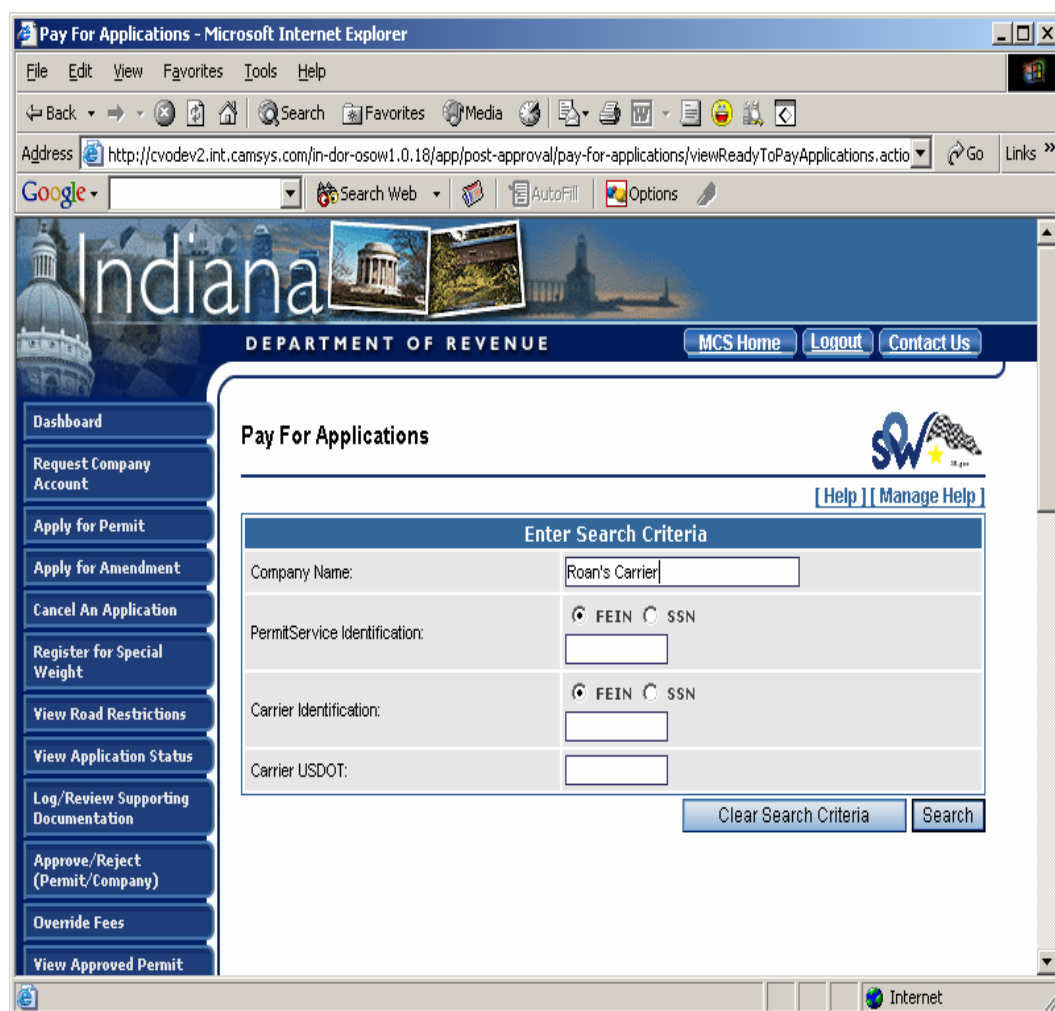 Pay For Applications - Microsoft Internet Explorer
File Edit View Favorites Tools Help
Back Search Favorites Media
Address http://cvodev2.int.camsys.com/in-dor-osow1.0.18/app/post-approval/pay-for-applications/viewReadyToPayApplications.actio Go Links »
Google Search Web AutoFill Options
Indiana
DEPARTMENT OF REVENUE
MCS Home Logout Contact Us
Dashboard
Request Company
Account
Apply for Permit
Apply for Amendment
Cancel An Application
Register for Special
Weight
View Road Restrictions
View Application Status
Log/Review Supporting
Documentation
Approve/Reject
(Permit/Company)
Override Fees
View Approved Permit
Pay For Applications
[ Help ] [ Manage Help ]
Enter Search Criteria
Company Name: Roan's Carrier
PermitService Identification: FEIN SSN
Carrier Identification: FEIN SSN
Carrier USDOT:
Clear Search Criteria Search
Internet